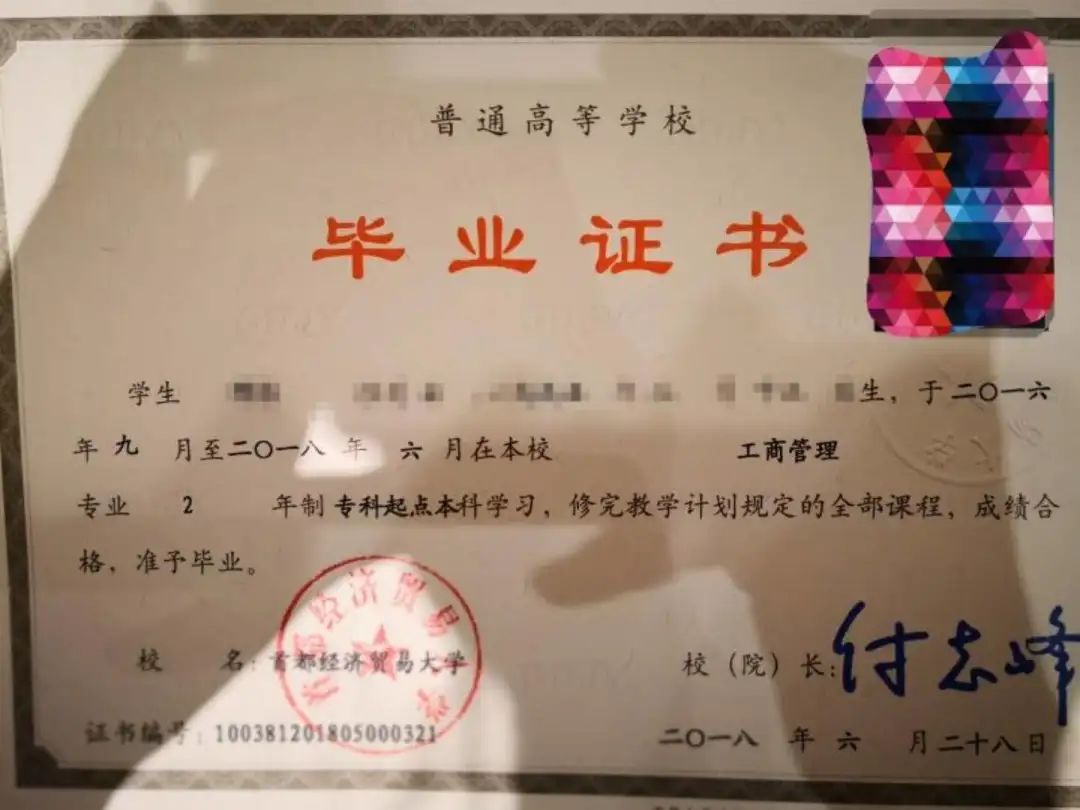 普通高等学校
毕业证书
学生 生，于二〇一六
年九月至二〇一八年六月在本校 工商管理
专业 2 年制专科起点本科学习，修完教学计划规定的全部课程，成绩合
格，准予毕业。
校 名：首都经济贸易大学
校（院）长：付志峰
证书编号：100381201805000321
二〇一八年六月二十八日